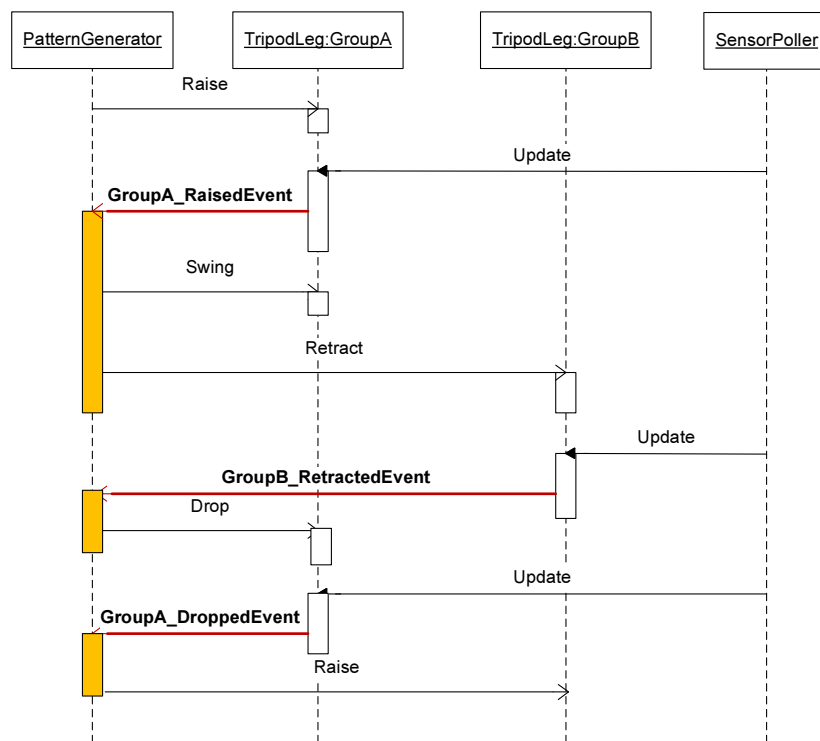 PatternGenerator
TripodLeg:GroupA
TripodLeg:GroupB
SensorPoller
Raise
Update
GroupA_RaisedEvent
Swing
Retract
Update
GroupB_RetractedEvent
Drop
Update
GroupA_DroppedEvent
Raise